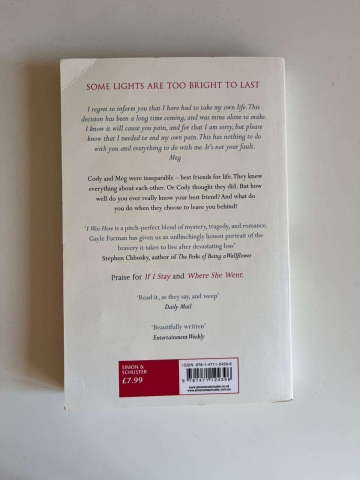 SOME LIGHTS ARE TOO BRIGHT TO LAST
I regret to inform you that I have had to take my own life. This
decision has been a long time coming, and was mine alone to make.
I know it will cause you pain, and for that I am sorry, but please
know that I needed to end my own pain. This has nothing to do
with you and everything to do with me. It's not your fault.
Meg
Cody and Meg were inseparable – best friends for life. They knew
everything about each other. Or Cody thought they did. But how
well do you ever really know your best friend? And what do
you do when they choose to leave you behind?
'I Was Here is a pitch-perfect blend of mystery, tragedy, and romance.
Gayle Forman has given us an unflinchingly honest portrait of the
bravery it takes to live after devastating loss'
Stephen Chbosky, author of The Perks of Being a Wallflower
Praise for If I Stay and Where She Went:
'Read it, as they say, and weep'
Daily Mail
'Beautifully written'
Entertainment Weekly
SIMON &
SCHUSTER
£7.99
ISBN 978-1-4711-2439-6
9 781471 124396